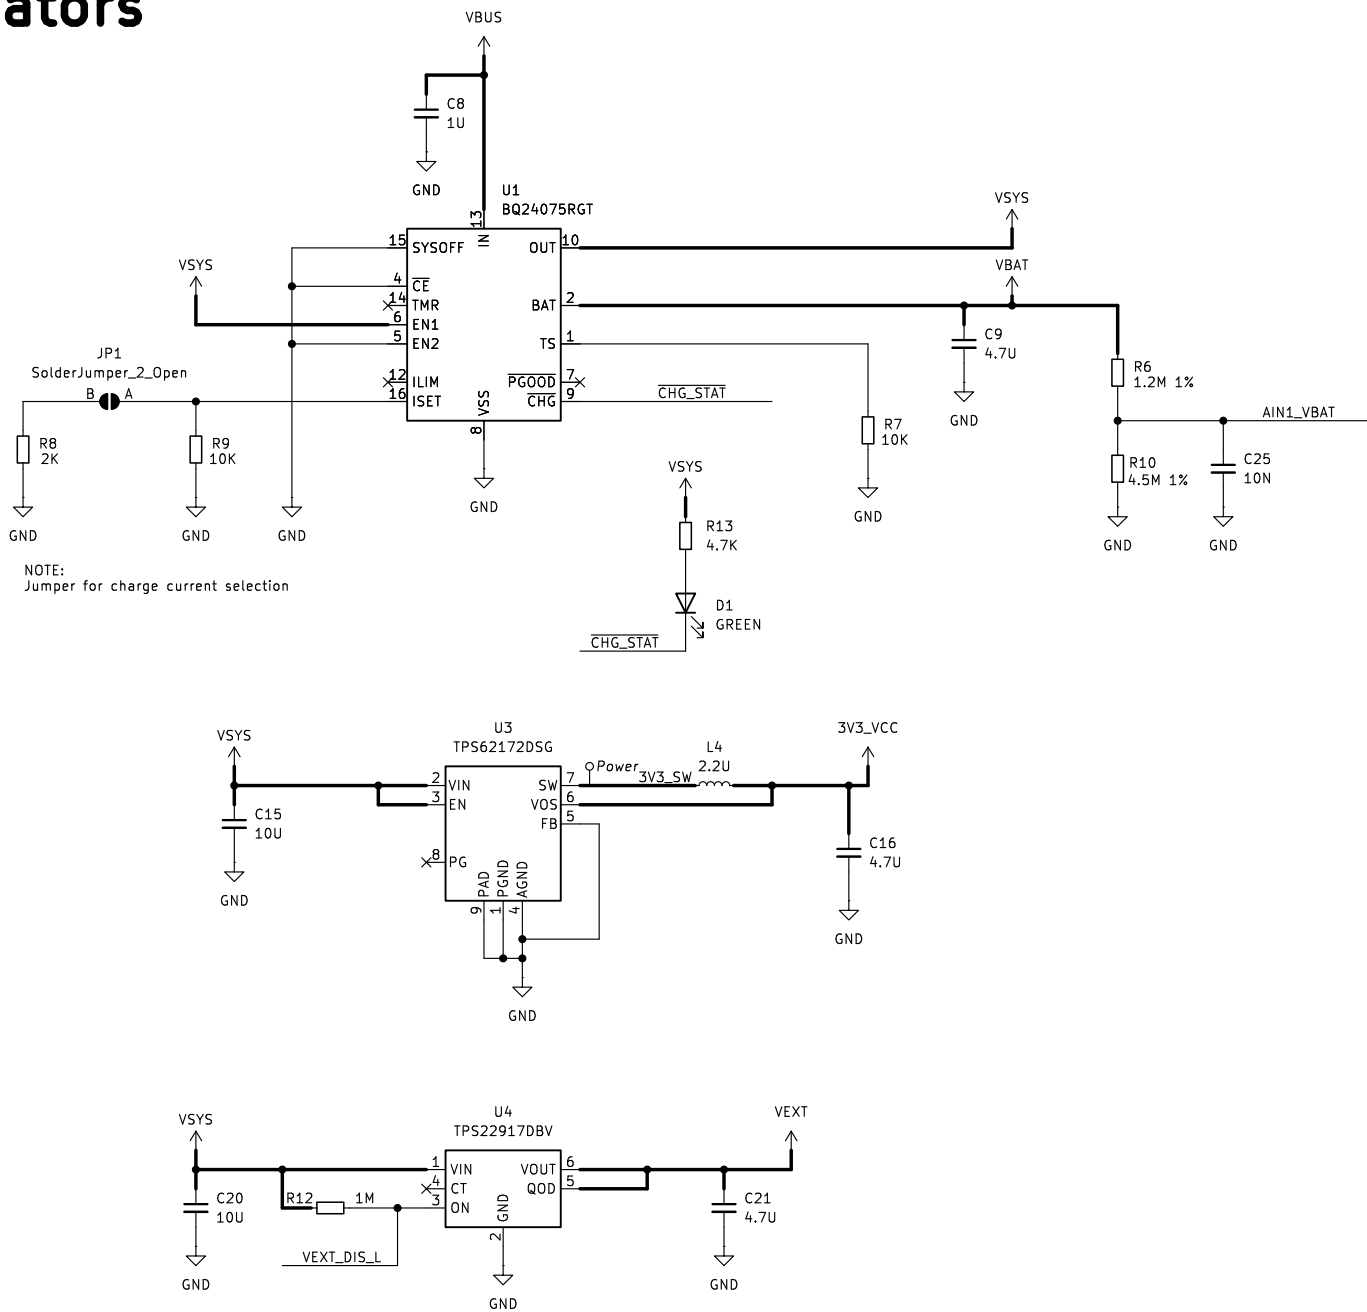 ators
VBUS
C8
1U
GND
U1
BQ24075RGT
13
IN
15 SYSOFF
OUT 10
VSYS
VSYS
4 CE
VBAT
14 TMR
BAT 2
6 EN1
5 EN2
TS 1
C9
4.7U
GND
JP1
SolderJumper_2_Open
B A
12 ILIM
PGOOD 7
16 ISET
CHG 9
CHG_STAT
VSS
8
GND
R6
1.2M 1%
AIN1_VBAT
R8
2K
GND
R9
10K
GND
GND
R7
10K
GND
R10
4.5M 1%
GND
C25
10N
GND
NOTE:
Jumper for charge current selection
VSYS
R13
4.7K
D1
GREEN
CHG_STAT
U3
TPS62172DSG
VSYS
2 VIN
3 EN
8 PG
C15
10U
GND
SW 7
VOS 6
FB 5
Power
3V3_SW
L4
2.2U
3V3_VCC
C16
4.7U
GND
PAD
PGND
AGND
9
1
4
GND
U4
TPS22917DBV
VSYS
VEXT
1 VIN
VOUT 6
4 CT
QOD 5
3 ON
GND
2
GND
C20
10U
GND
R12 1M
VEXT_DIS_L
C21
4.7U
GND